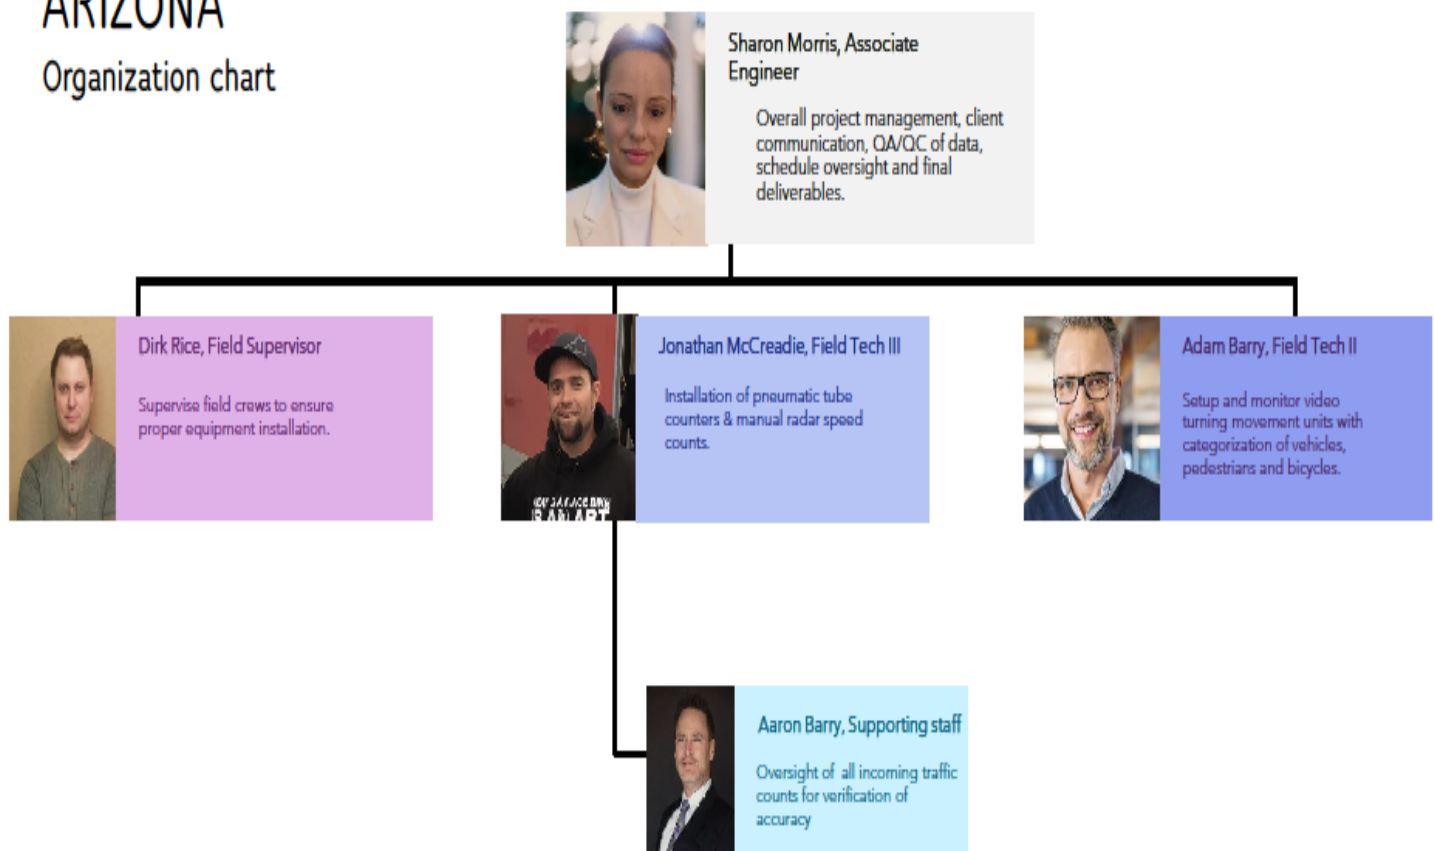 ARIZONA
Organization chart
Sharon Morris, Associate
Engineer
Overall project management, client
communication, QA/QC of data,
schedule oversight and final
deliverables.
Dirk Rice, Field Supervisor
Supervise field crews to ensure
proper equipment installation.
Jonathan McCreadie, Field Tech III
Installation of pneumatic tube
counters & manual radar speed
counts.
Adam Barry, Field Tech II
Setup and monitor video
turning movement units with
categorization of vehicles,
pedestrians and bicycles.
Aaron Barry, Supporting staff
Oversight of all incoming traffic
counts for verification of
accuracy